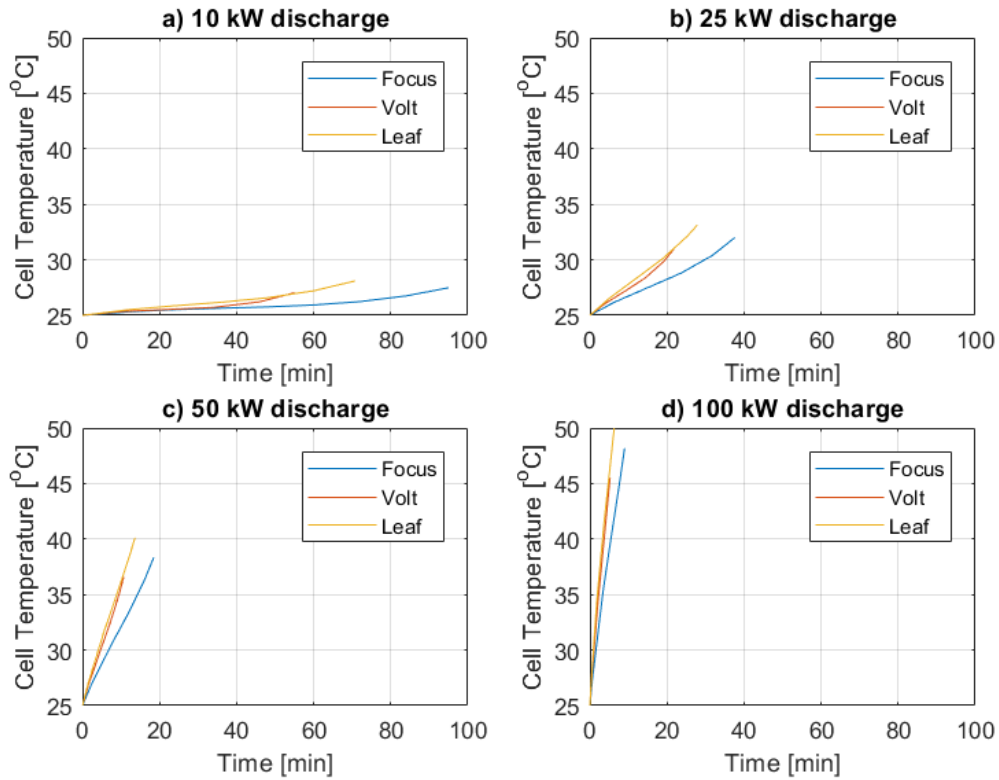 a) 10 kW discharge
50
45
40
35
30
25
Cell Temperature [°C]
Focus
Volt
Leaf
0 20 40 60 80 100
Time [min]
b) 25 kW discharge
50
45
40
35
30
25
Cell Temperature [°C]
Focus
Volt
Leaf
0 20 40 60 80 100
Time [min]
c) 50 kW discharge
50
45
40
35
30
25
Cell Temperature [°C]
Focus
Volt
Leaf
0 20 40 60 80 100
Time [min]
d) 100 kW discharge
50
45
40
35
30
25
Cell Temperature [°C]
Focus
Volt
Leaf
0 20 40 60 80 100
Time [min]